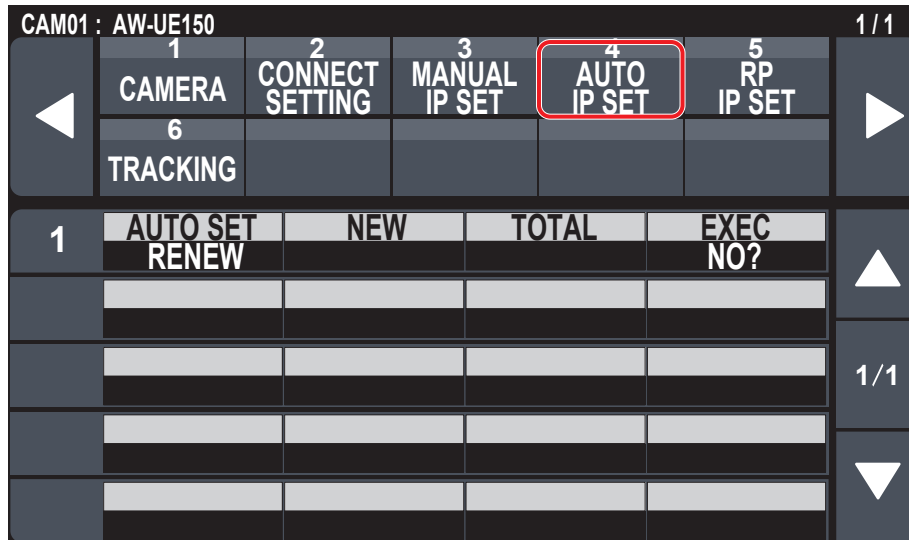 CAM01 : AW-UE150 1 / 1
1 2 3 4 5
CAMERA CONNECT SETTING MANUAL IP SET AUTO IP SET RP IP SET
6
TRACKING
1 AUTO SET NEW TOTAL EXEC
RENEW NO?
1/1